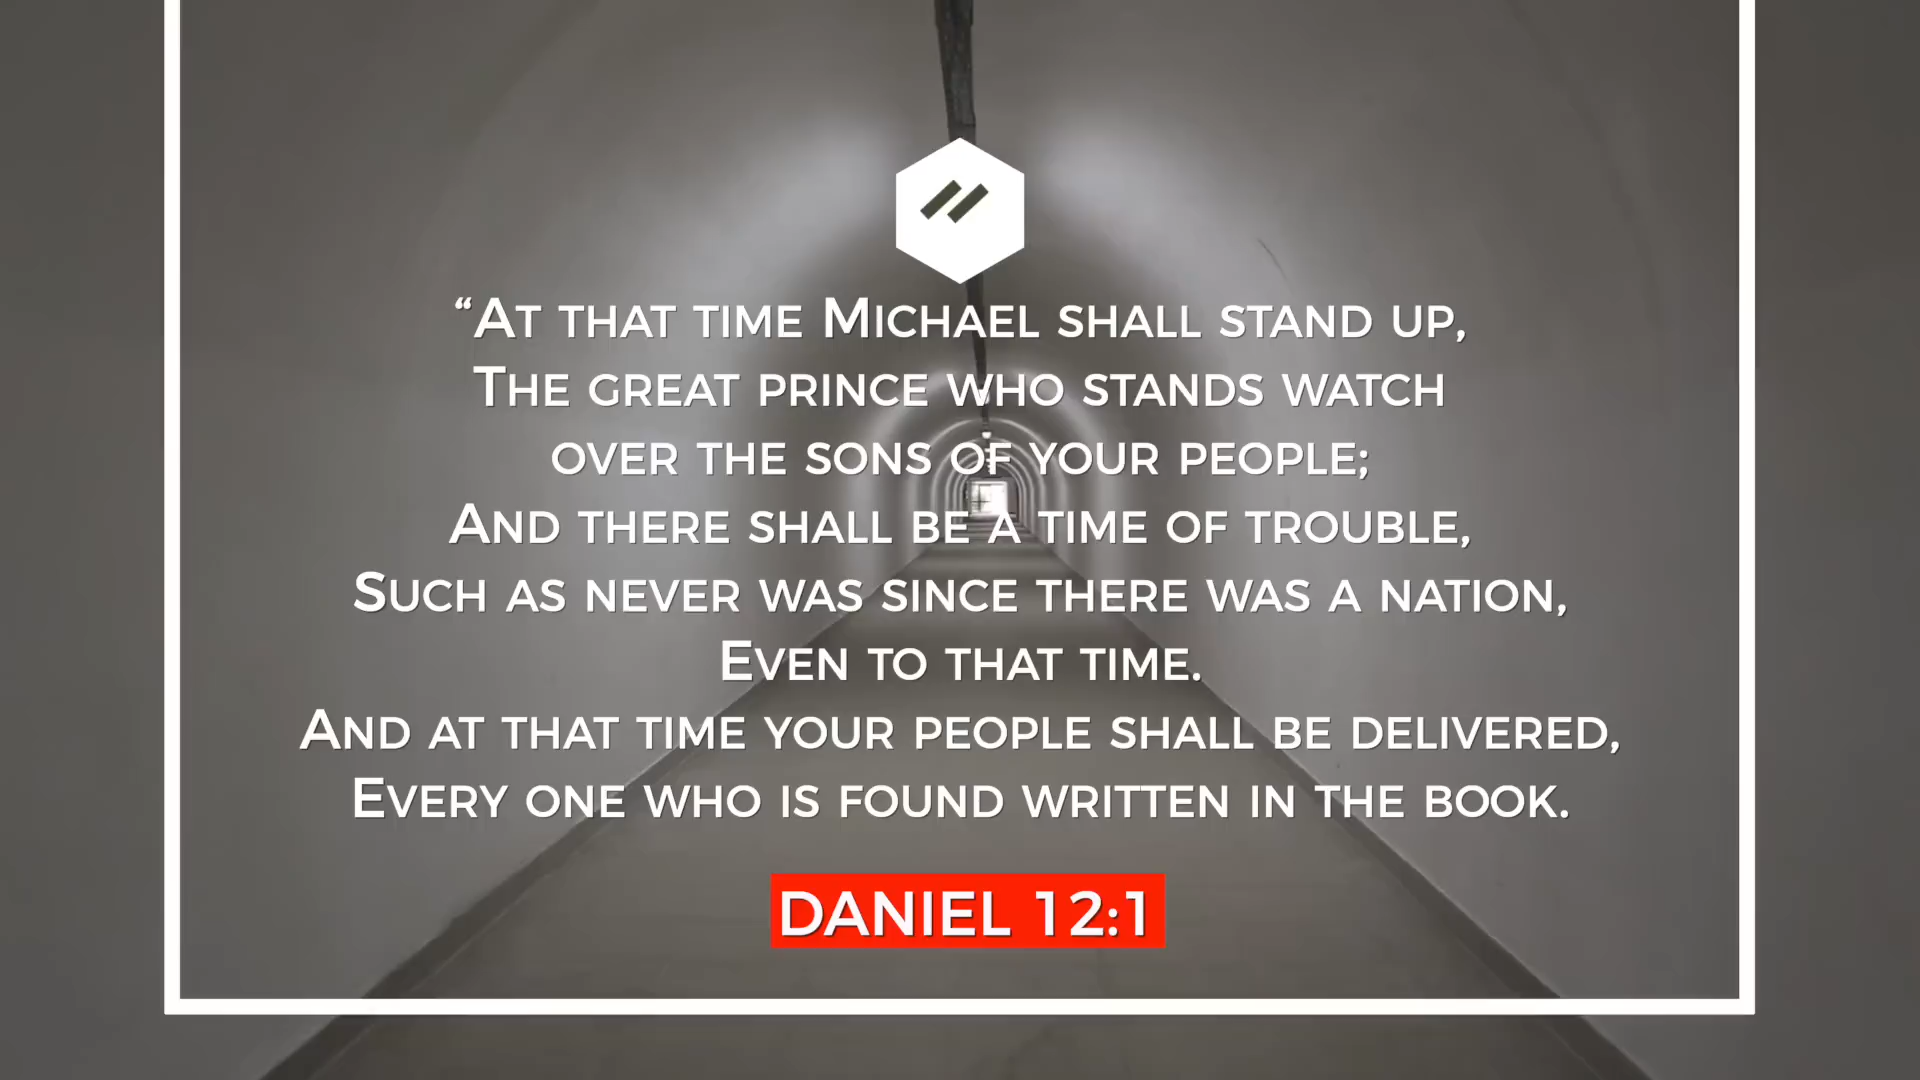 “At that time Michael shall stand up,
The great prince who stands watch
over the sons of your people;
And there shall be a time of trouble,
Such as never was since there was a nation,
Even to that time.
And at that time your people shall be delivered,
Every one who is found written in the book.
DANIEL 12:1